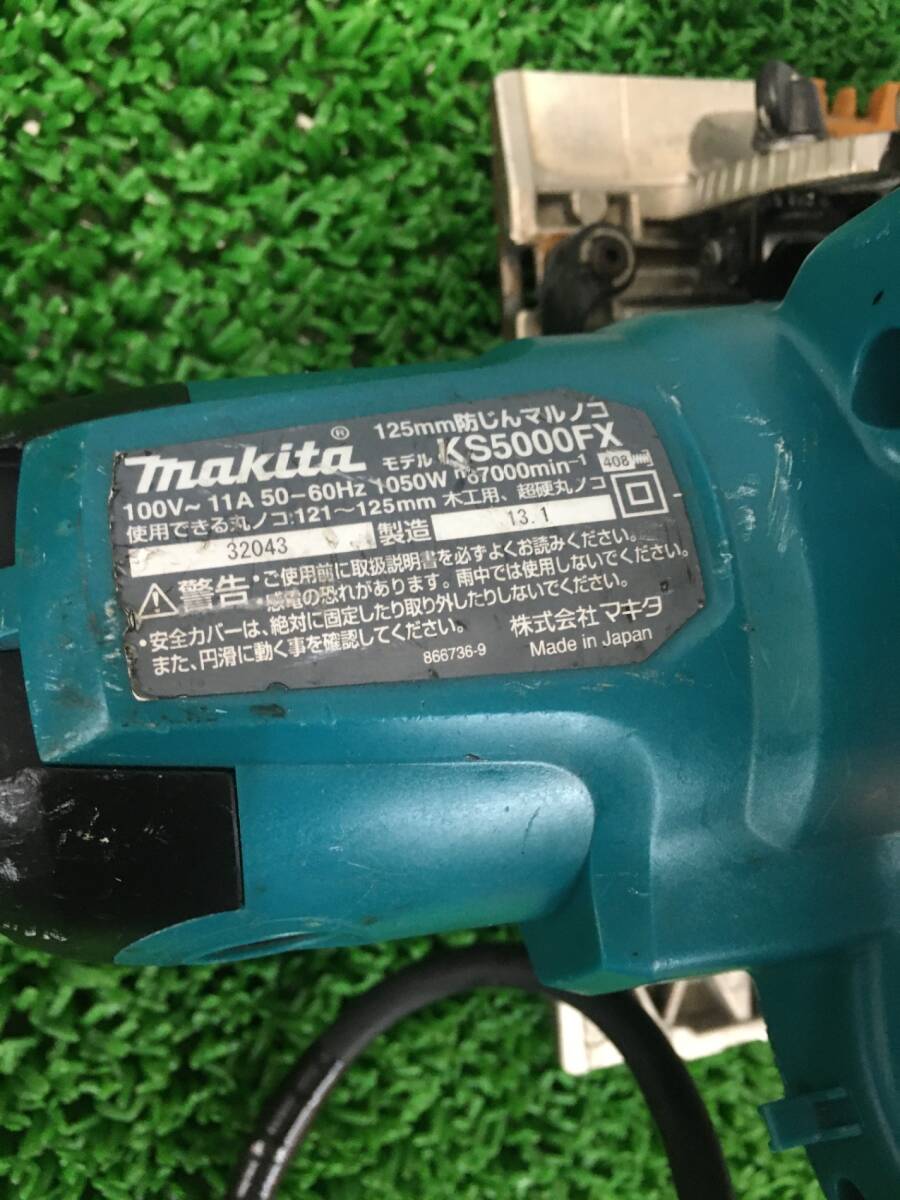 125mm防じんマルノコ
makita® モデル KS5000FX
100V~ 11A 50-60Hz 1050W n₀7000min⁻¹ 408
使用できる丸ノコ:121~125mm 木工用、超硬丸ノコ
32043 製造 13.1
警告・ご使用前に取扱説明書を必ずよくお読みください。
感電の恐れがあります。雨中では使用しないでください。
・安全カバーは、絶対に固定したり取り外したりしないでください。
また、円滑に動く事を確認してください。
866736-9
株式会社マキタ
Made in Japan